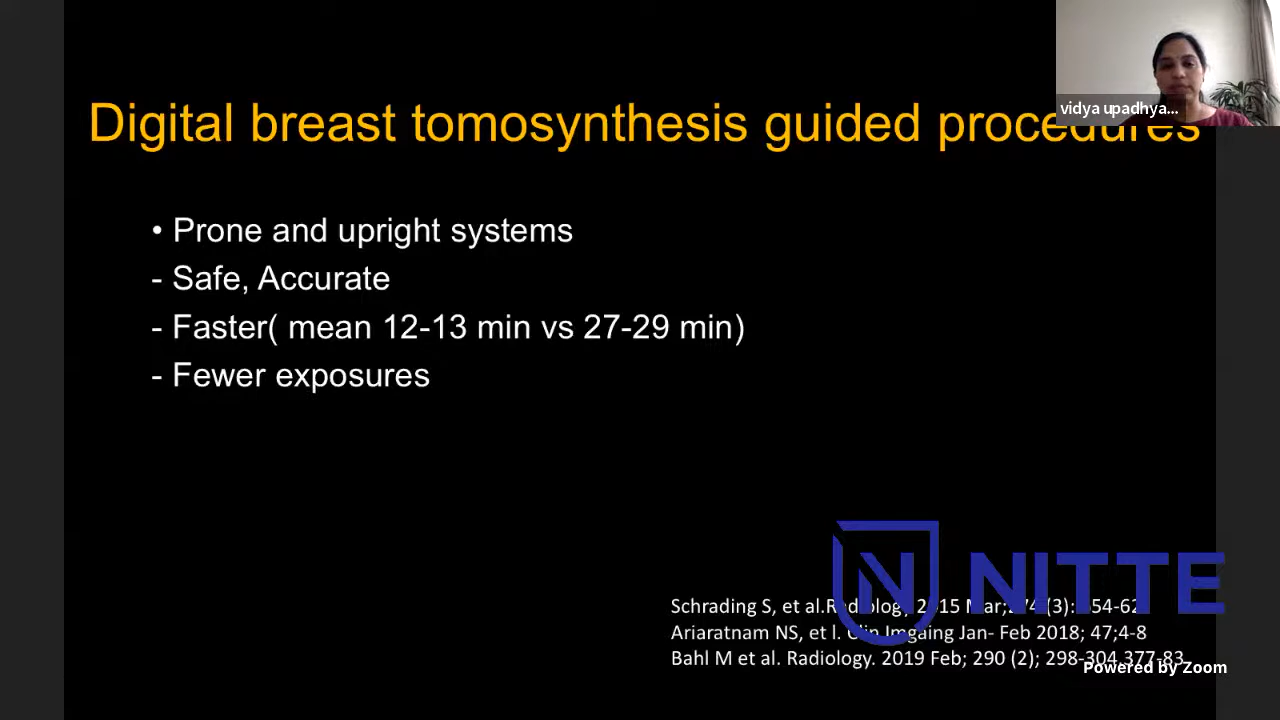 vidya upadhya...
Digital breast tomosynthesis guided procedures
• Prone and upright systems
- Safe, Accurate
- Faster( mean 12-13 min vs 27-29 min)
- Fewer exposures
NITTE
Schrading S, et al. 2015 Mar;
Ariaratnam NS, et l. Imgaing Jan- Feb 2018; 47;4-8
Bahl M et al. Radiology. 2019 Feb; 290 (2); 298-304,377-83
Powered by Zoom